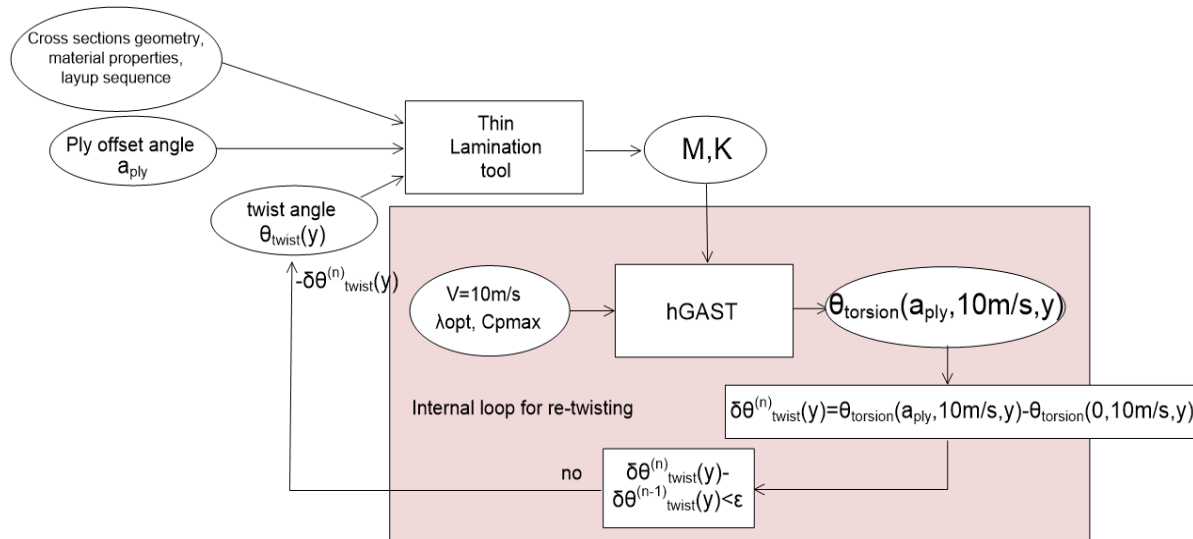 Cross sections geometry,
material properties,
layup sequence
Ply offset angle
aₚₗᵧ
Thin
Lamination
tool
M,K
twist angle
θtwist(y)
-δθ⁽ⁿ⁾twist(y)
V=10m/s
λopt, Cpmax
hGAST
θtorsion(aply,10m/s,y)
Internal loop for re-twisting
δθ⁽ⁿ⁾twist(y)=θtorsion(aply,10m/s,y)-θtorsion(0,10m/s,y)
no
δθ⁽ⁿ⁾twist(y)-
δθ⁽ⁿ⁻¹⁾twist(y)<ε